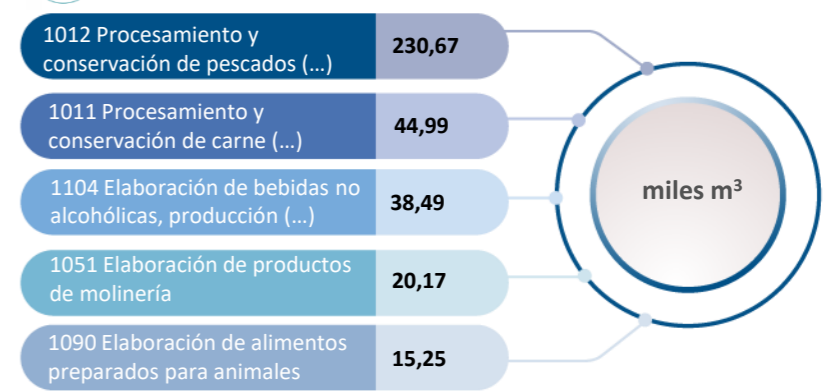 1012 Procesamiento y
conservación de pescados (...)
230,67
1011 Procesamiento y
conservación de carne (...)
44,99
1104 Elaboración de bebidas no
alcohólicas, producción (...)
38,49
1051 Elaboración de productos
de molinería
20,17
1090 Elaboración de alimentos
preparados para animales
15,25
miles m³